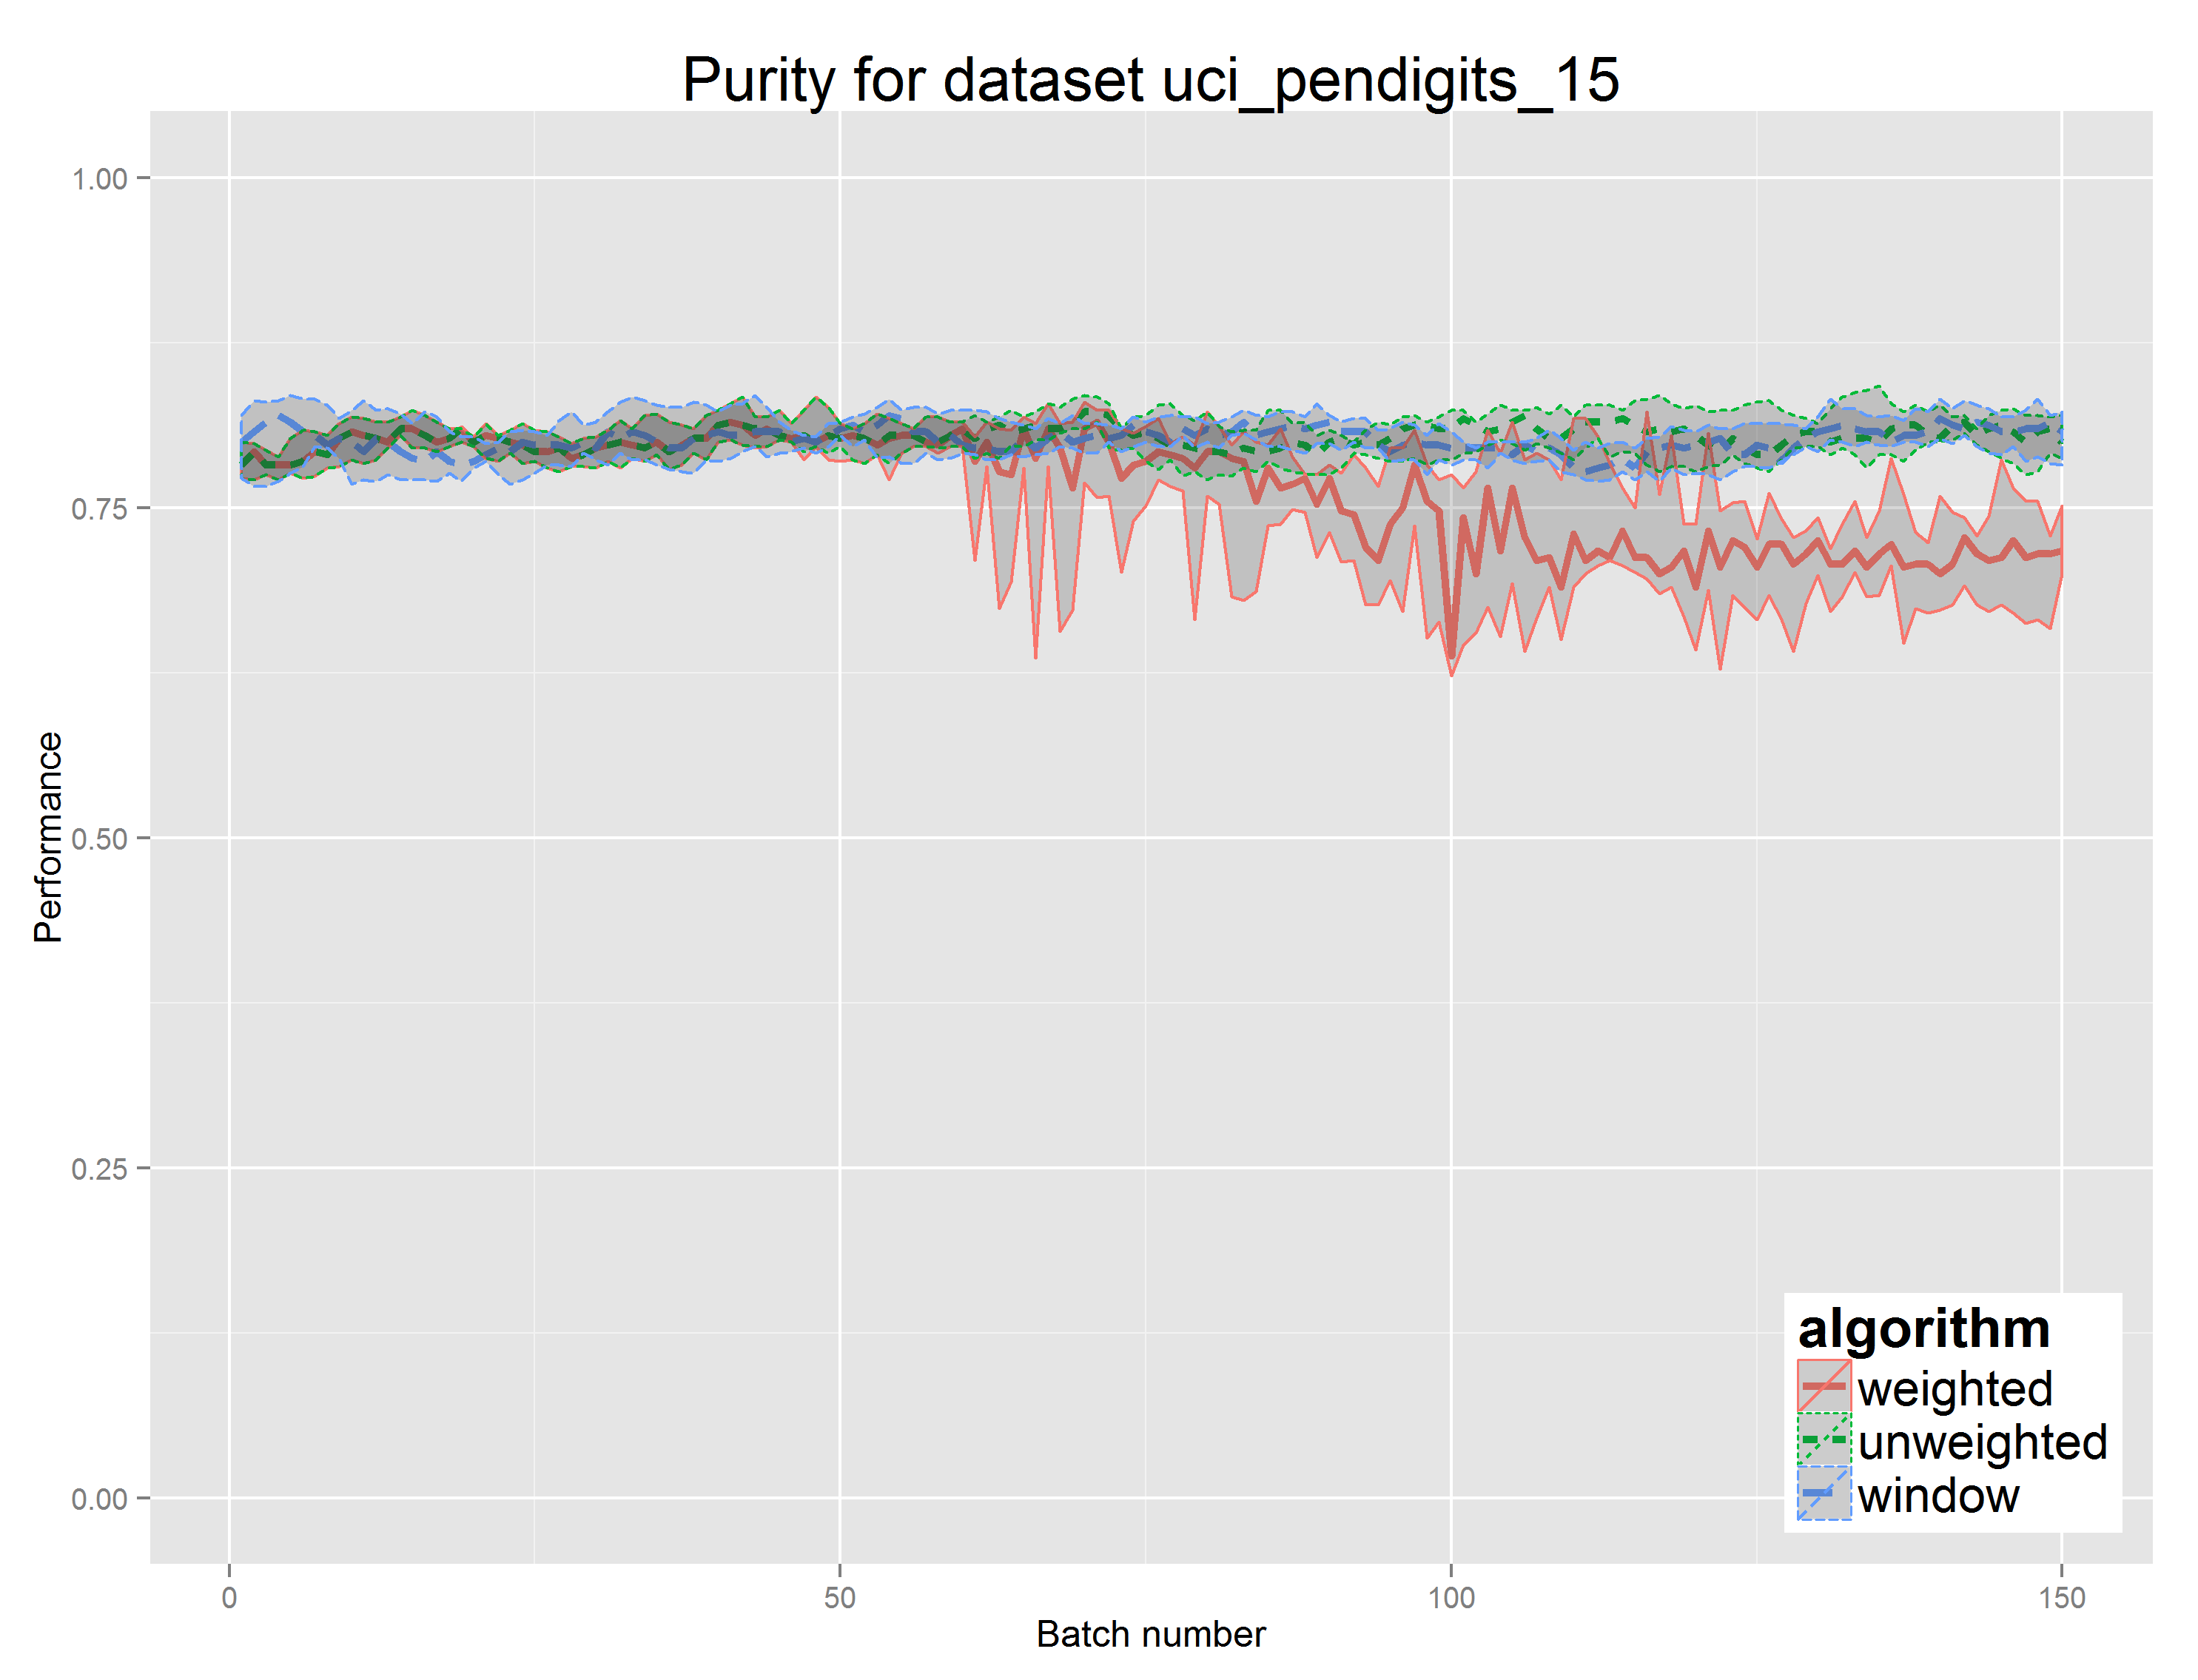 Purity for dataset uci_pendigits_15
1.00
0.75
0.50
0.25
0.00
Performance
0
50
100
150
Batch number
algorithm
weighted
unweighted
window